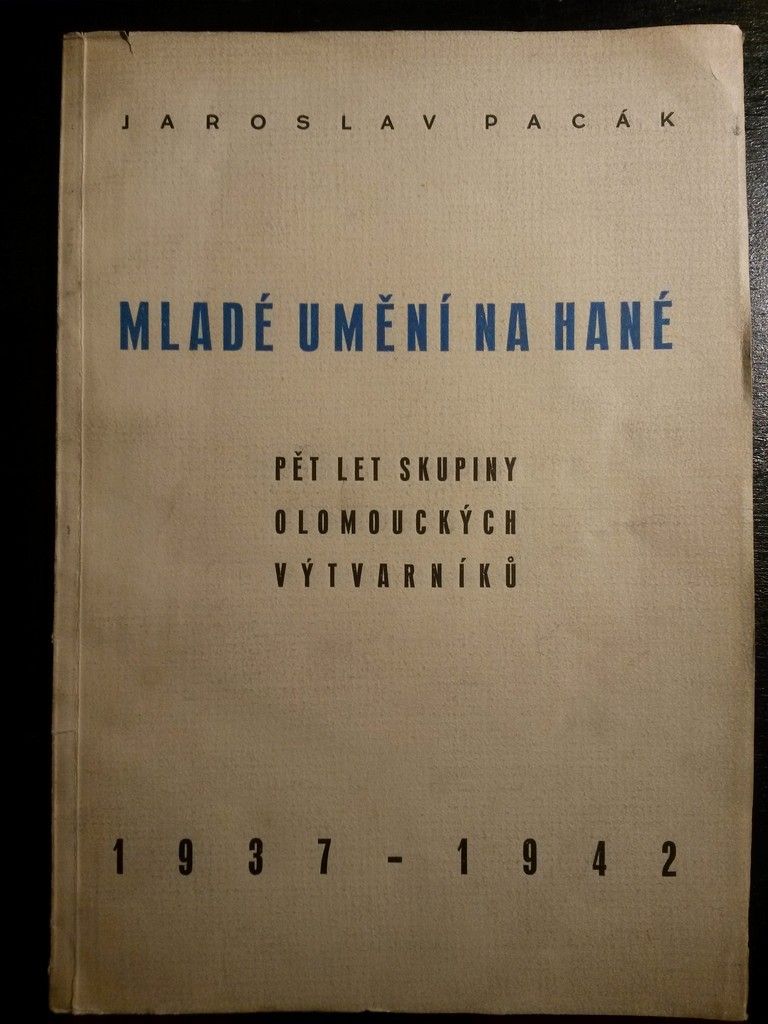 JAROSLAV PACÁK
MLADÉ UMĚNÍ NA HANÉ
PĚT LET SKUPINY
OLOMOUCKÝCH
VÝTVARNÍKŮ
1937-1942